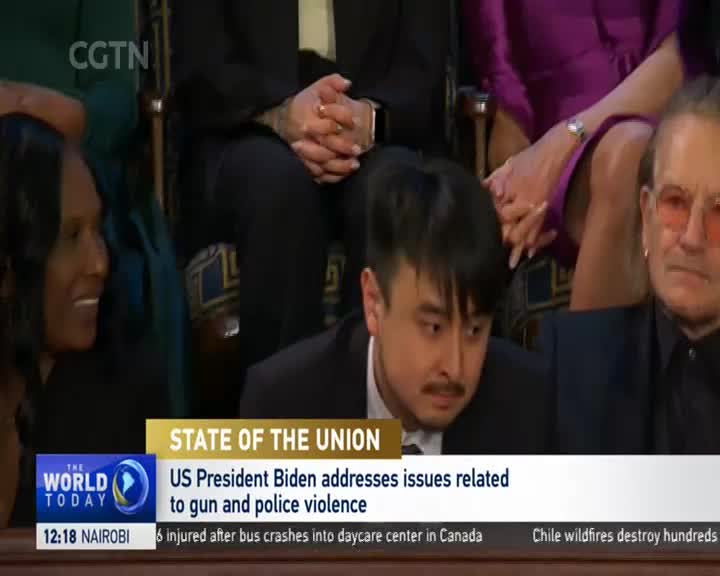 CGTN
STATE OF THE UNION
US President Biden addresses issues related
to gun and police violence
THE
WORLD
TODAY
12:18 NAIROBI
6 injured after bus crashes into daycare center in Canada
Chile wildfires destroy hundreds